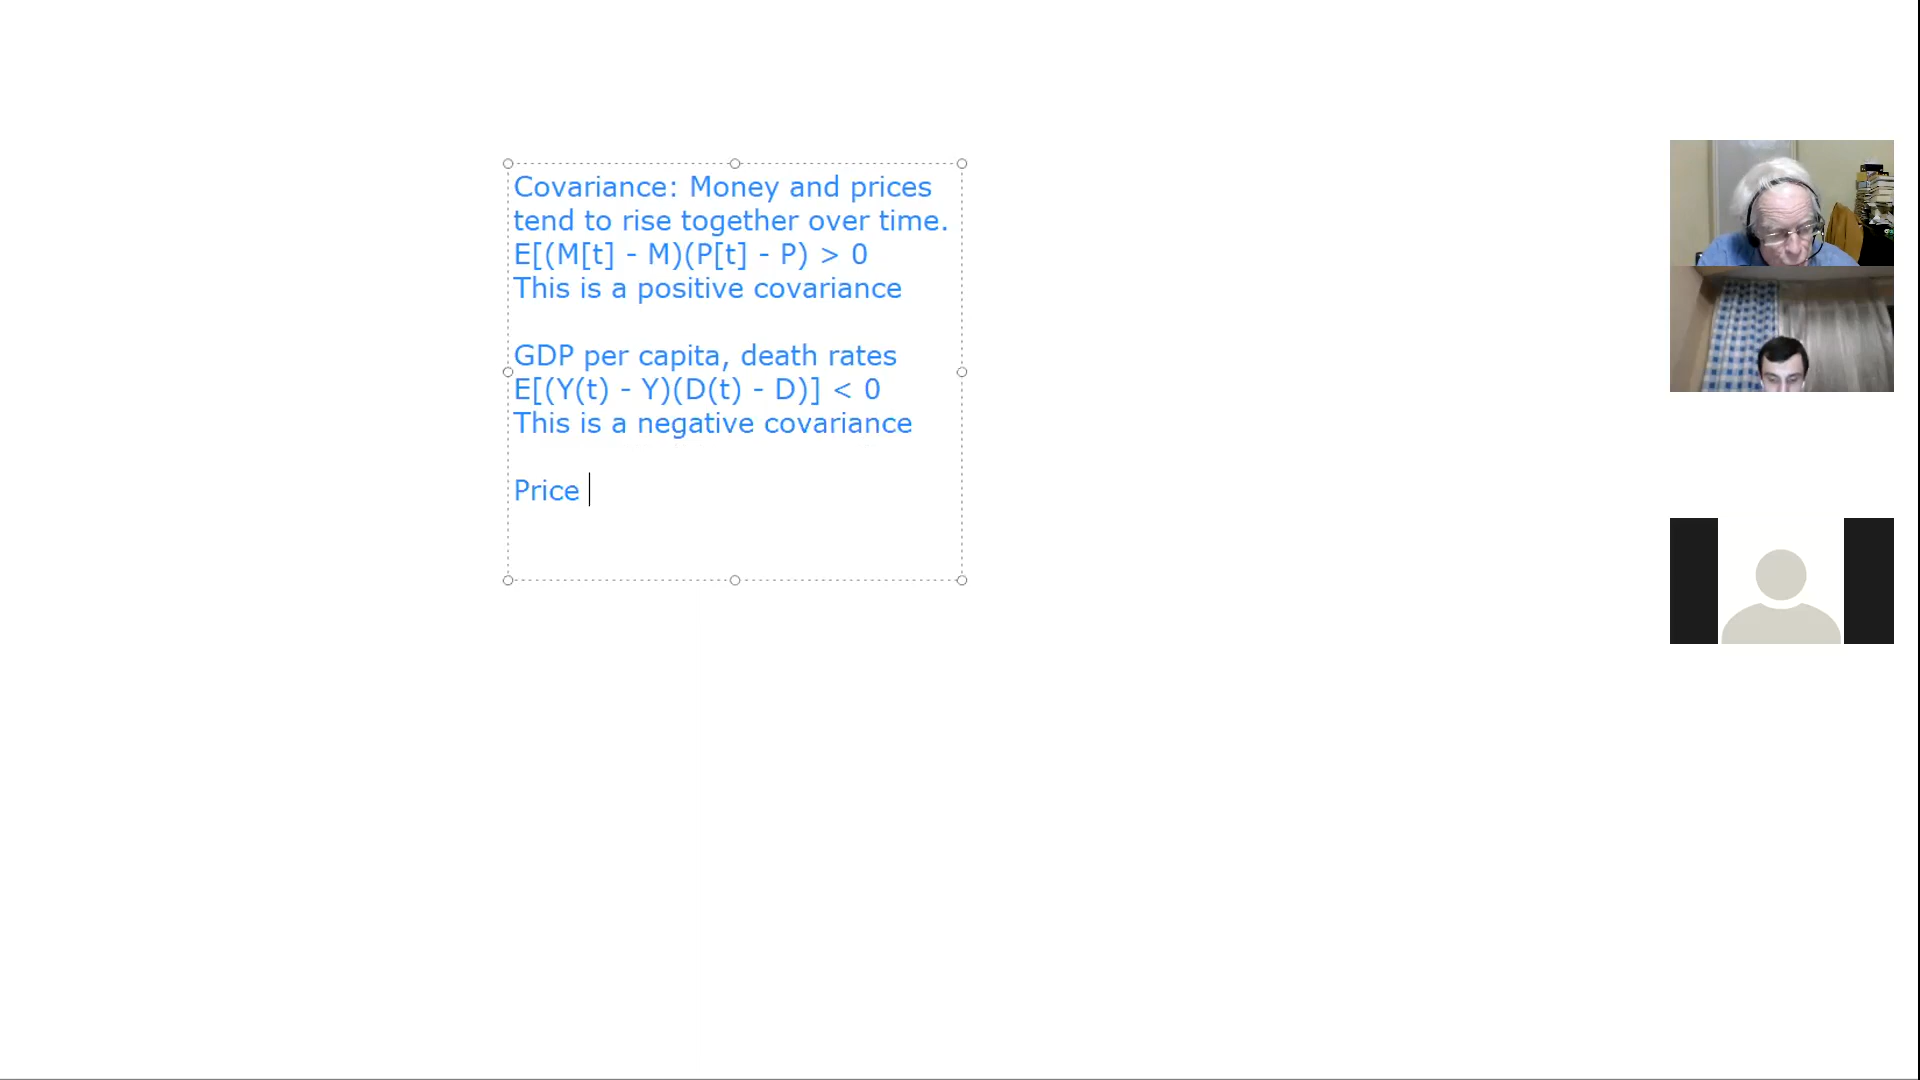 Covariance: Money and prices
tend to rise together over time.
E[(M[t] - M)(P[t] - P) > 0
This is a positive covariance
GDP per capita, death rates
E[(Y(t) - Y)(D(t) - D)] < 0
This is a negative covariance
Price